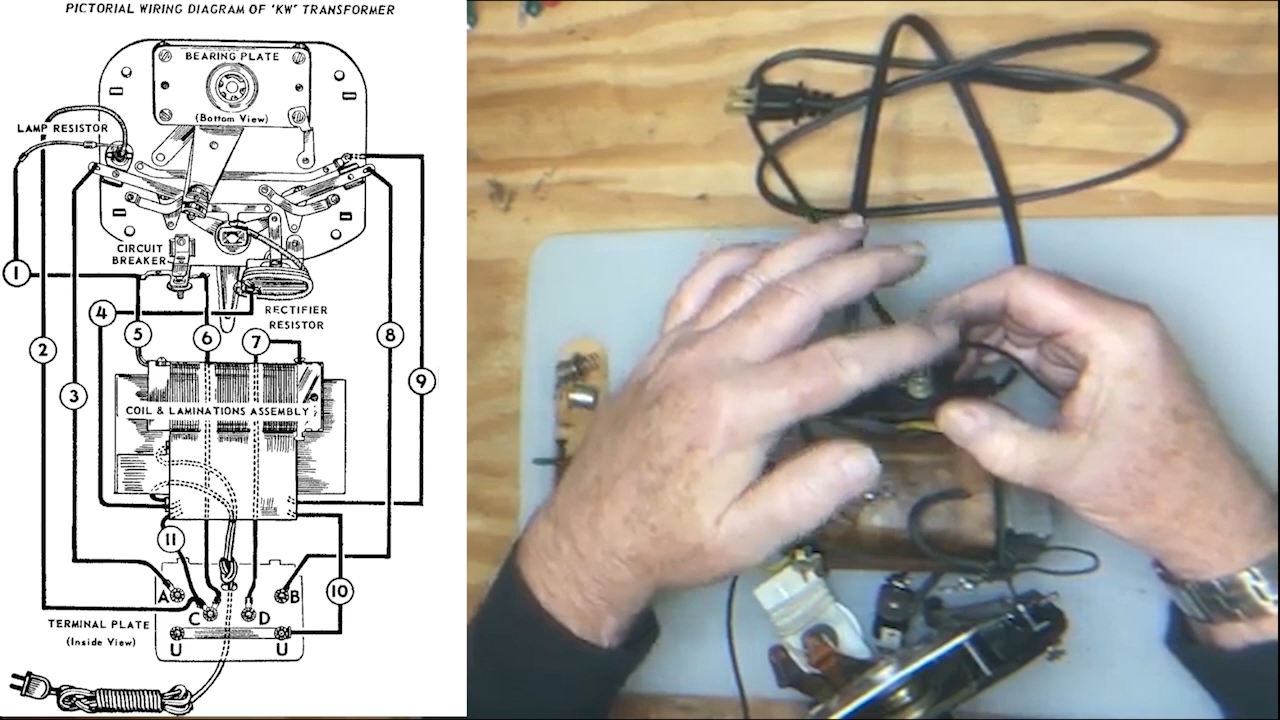 PICTORIAL WIRING DIAGRAM OF 'KW' TRANSFORMER
BEARING PLATE
(Bottom View)
LAMP RESISTOR
CIRCUIT
BREAKER
1
RECTIFIER
RESISTOR
4
5
6
7
8
2
3
9
COIL & LAMINATIONS ASSEMBLY
11
10
A
B
C
D
TERMINAL PLATE
(Inside View)
U
U